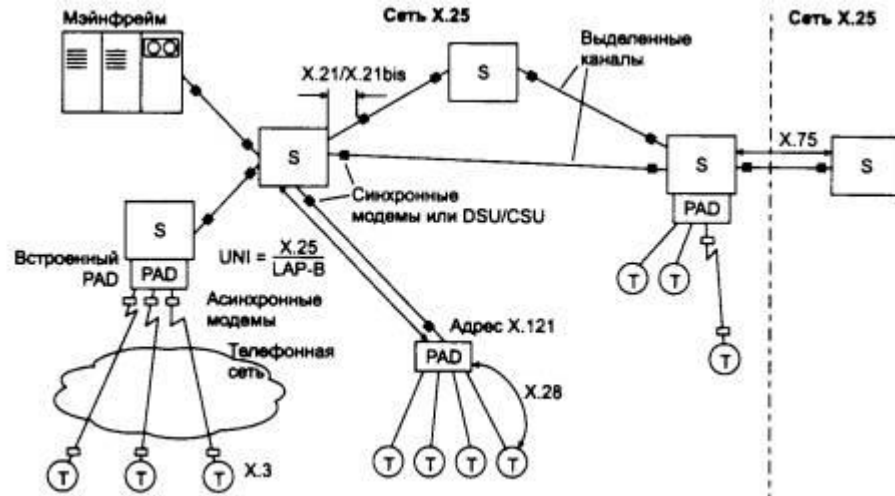 Мэйнфрейм
Сеть X.25
Сеть X.25
X.21/X.21bis
S
Выделенные
каналы
S
S
X.75
S
PAD
Синхронные
модемы или DSU/CSU
S
PAD
Встроенный
PAD
UNI = X.25
LAP-B
Асинхронные
модемы
Телефонная
сеть
Адрес X.121
PAD
X.28
T
T
T
T
T
T
T
X.3
T
T
T